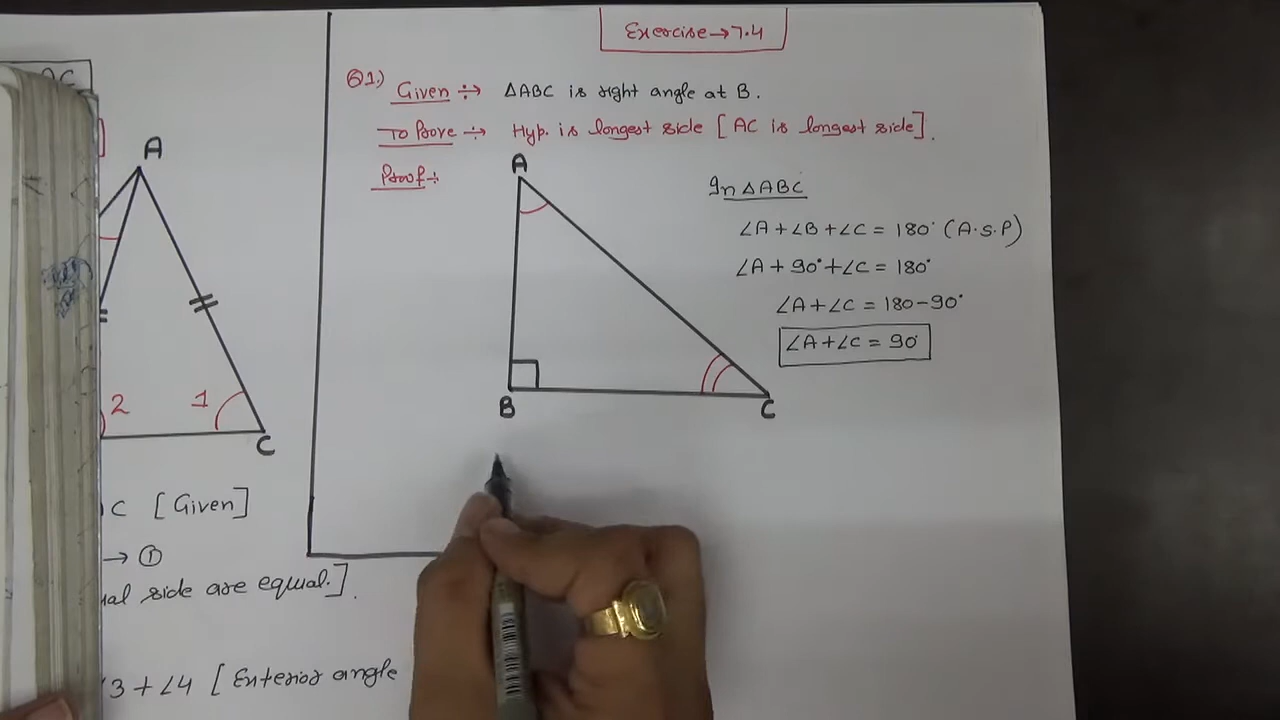 Exercise→7.4
Q1.) Given ÷→ ΔABC is right angle at B.
To Prove ÷→ Hyp. is longest side [AC is longest side].
Proof ÷
A
B
C
In ΔABC
∠A+∠B+∠C = 180° (A.S.P)
∠A+90°+∠C = 180°
∠A+∠C = 180-90°
∠A+∠C = 90°
A
2
1
C
C [Given]
→ ①
side are equal.]
∠3+∠4 [Exterior angle